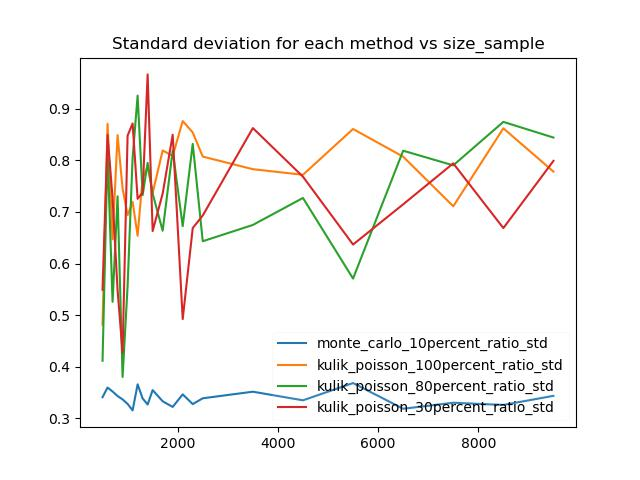 Standard deviation for each method vs size_sample
0.9
0.8
0.7
0.6
0.5
0.4
0.3
monte_carlo_10percent_ratio_std
kulik_poisson_100percent_ratio_std
kulik_poisson_80percent_ratio_std
kulik_poisson_30percent_ratio_std
2000 4000 6000 8000